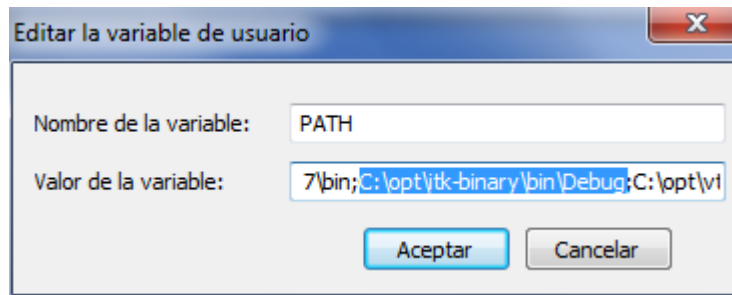 Editar la variable de usuario
Nombre de la variable: PATH
Valor de la variable: 7\bin;C:\opt\itk-binary\bin\Debug;C:\opt\vt
Aceptar Cancelar